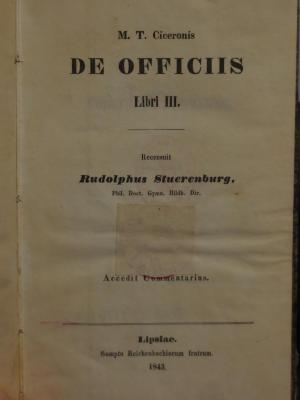 M. T. Ciceronis
DE OFFICIIS
Libri III.
Recensuit
Rudolphus Stuerenburg,
Phil. Doct. Gymn. Hildb. Dir.
Accedit Commentarius.
Lipsiae.
Sumptu Reichenbachiorum fratrum.
1843.